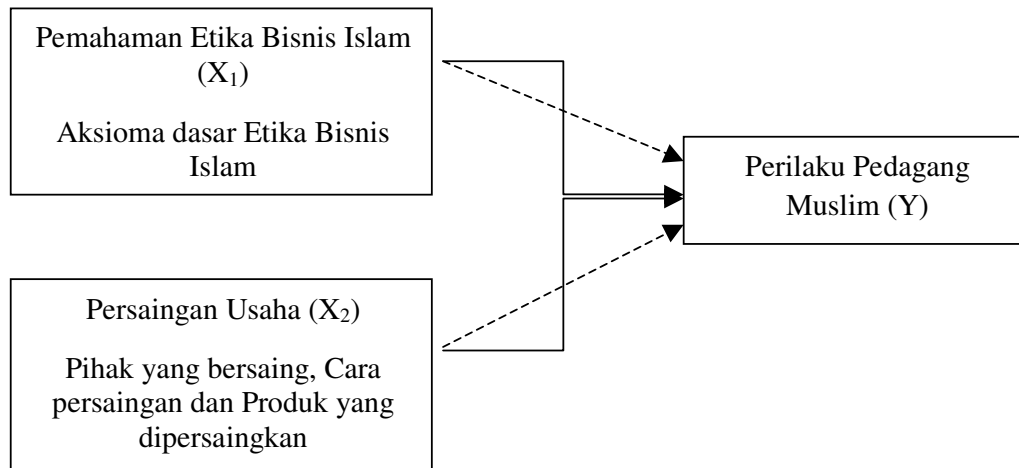 Pemahaman Etika Bisnis Islam
(X₁)
Aksioma dasar Etika Bisnis
Islam
Perilaku Pedagang
Muslim (Y)
Persaingan Usaha (X₂)
Pihak yang bersaing, Cara
persaingan dan Produk yang
dipersaingkan